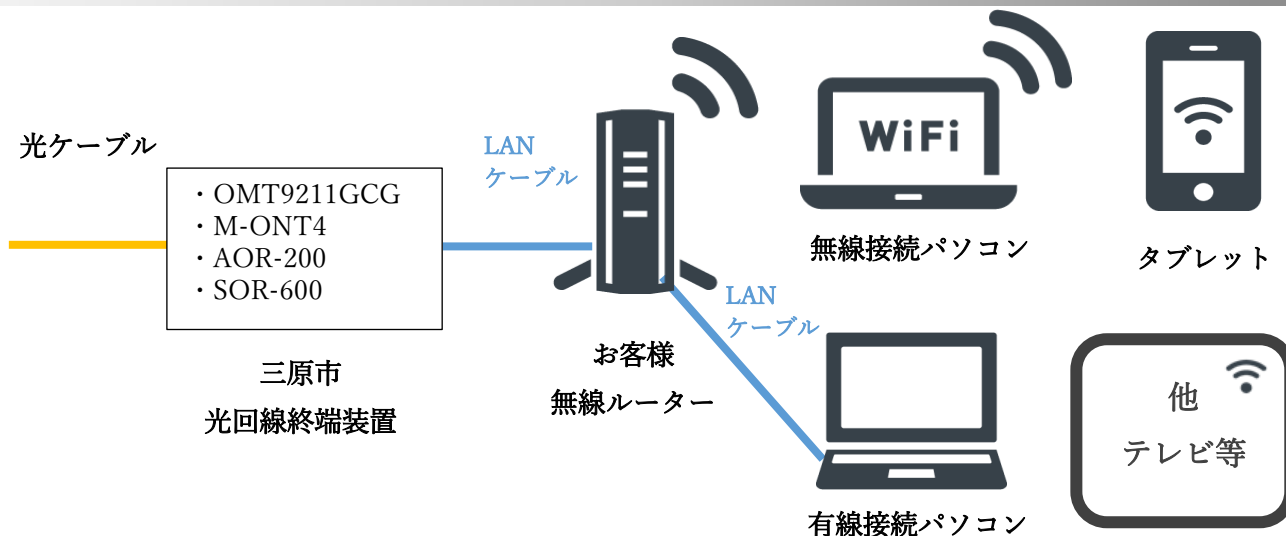 光ケーブル
・OMT9211GCG
・M-ONT4
・AOR-200
・SOR-600
三原市
光回線終端装置
LAN
ケーブル
お客様
無線ルーター
WiFi
無線接続パソコン
タブレット
LAN
ケーブル
有線接続パソコン
他
テレビ等